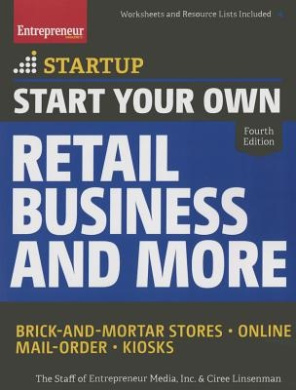 Worksheets and Resource Lists Included
Entrepreneur
STARTUP
START YOUR OWN
Fourth
Edition
RETAIL
BUSINESS
AND MORE
BRICK-AND-MORTAR STORES • ONLINE
MAIL-ORDER • KIOSKS
The Staff of Entrepreneur Media, Inc. & Ciree Linsenman